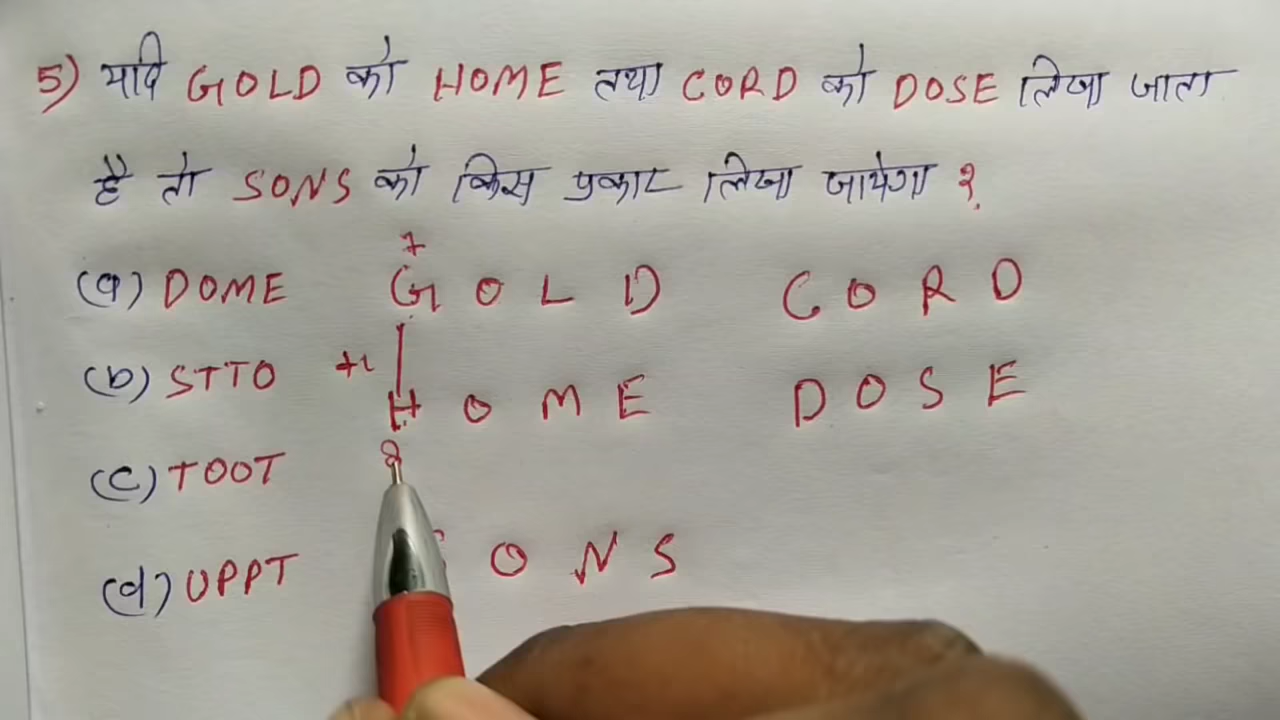 5) यदि GOLD को HOME तथा CORD को DOSE लिखा जाता
है तो SONS को किस प्रकार लिखा जायेगा ?
7
(a) DOME G O L D C O R D
(b) STTO +1 H O M E D O S E
(c) TOOT 8
(d) UPPT O N S